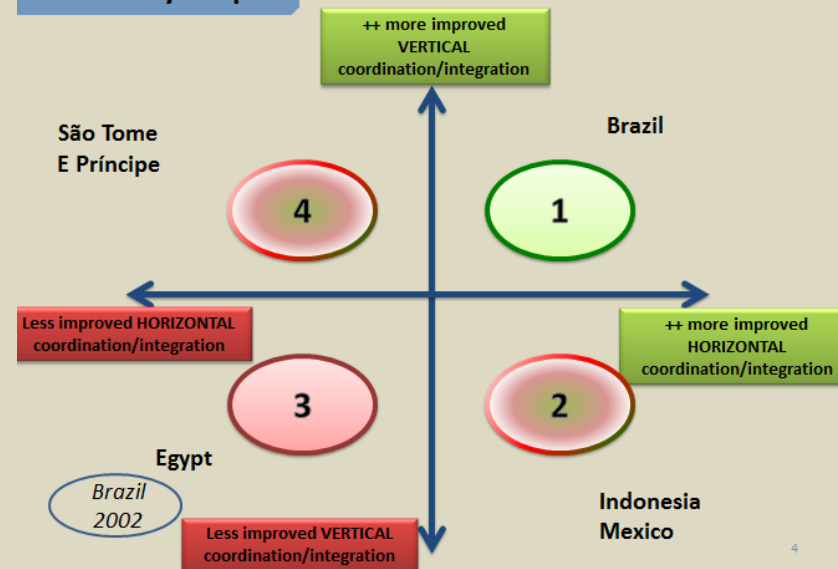 ++ more improved
VERTICAL
coordination/integration
São Tome
E Príncipe
Brazil
4
1
Less improved HORIZONTAL
coordination/integration
++ more improved
HORIZONTAL
coordination/integration
3
2
Egypt
Brazil
2002
Indonesia
Mexico
Less improved VERTICAL
coordination/integration
4